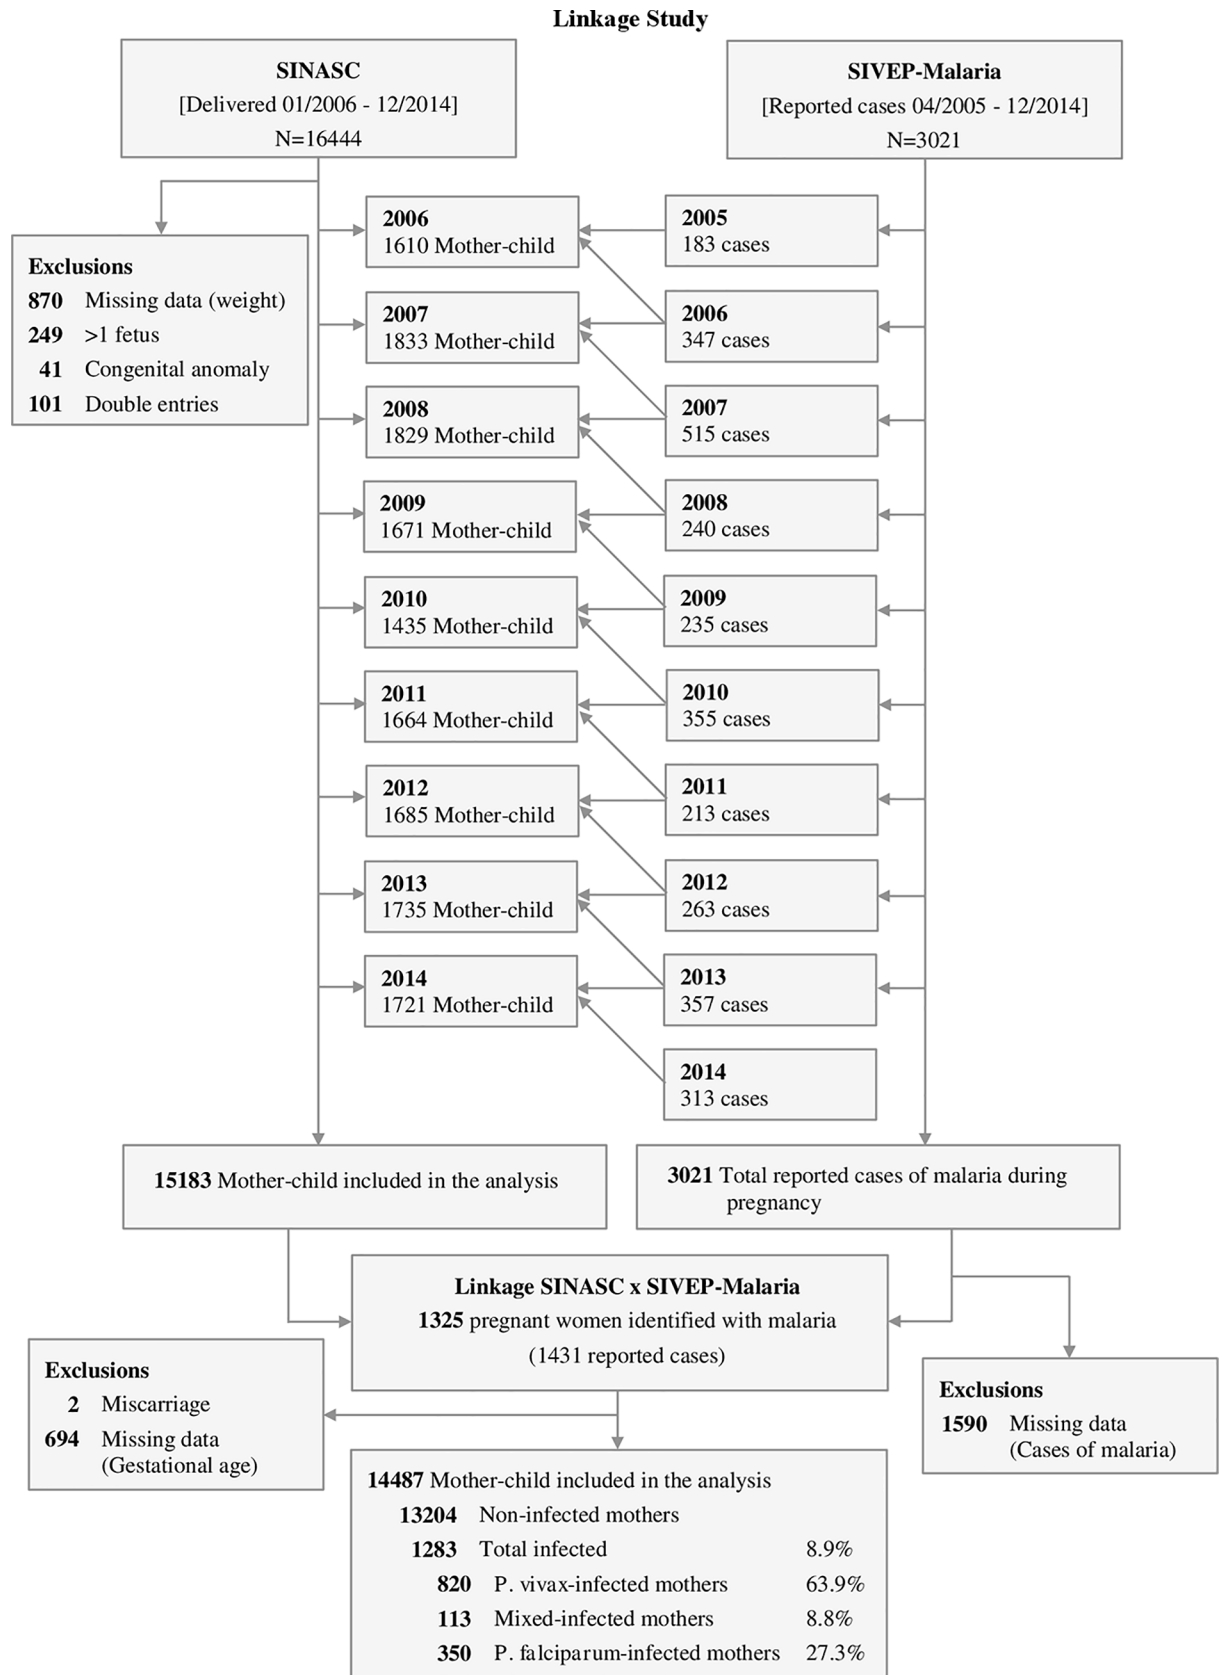 Linkage Study
SINASC
[Delivered 01/2006 - 12/2014]
N=16444
SIVEP-Malaria
[Reported cases 04/2005 - 12/2014]
N=3021
Exclusions
870 Missing data (weight)
249 >1 fetus
41 Congenital anomaly
101 Double entries
2006
1610 Mother-child
2005
183 cases
2007
1833 Mother-child
2006
347 cases
2008
1829 Mother-child
2007
515 cases
2009
1671 Mother-child
2008
240 cases
2010
1435 Mother-child
2009
235 cases
2011
1664 Mother-child
2010
355 cases
2012
1685 Mother-child
2011
213 cases
2013
1735 Mother-child
2012
263 cases
2014
1721 Mother-child
2013
357 cases
2014
313 cases
15183 Mother-child included in the analysis
3021 Total reported cases of malaria during
pregnancy
Linkage SINASC x SIVEP-Malaria
1325 pregnant women identified with malaria
(1431 reported cases)
Exclusions
2 Miscarriage
694 Missing data
(Gestational age)
Exclusions
1590 Missing data
(Cases of malaria)
14487 Mother-child included in the analysis
13204 Non-infected mothers
1283 Total infected 8.9%
820 P. vivax-infected mothers 63.9%
113 Mixed-infected mothers 8.8%
350 P. falciparum-infected mothers 27.3%